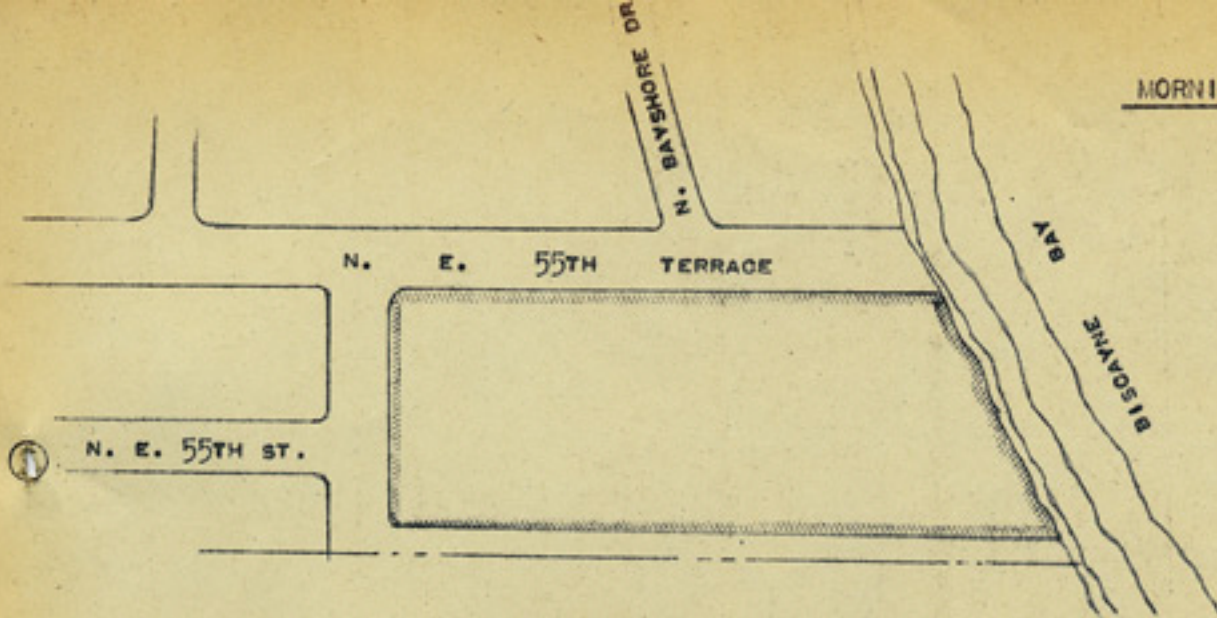 MORNI
N. BAYSHORE DR
N. E. 55TH TERRACE
BISCAYNE BAY
N. E. 55TH ST.